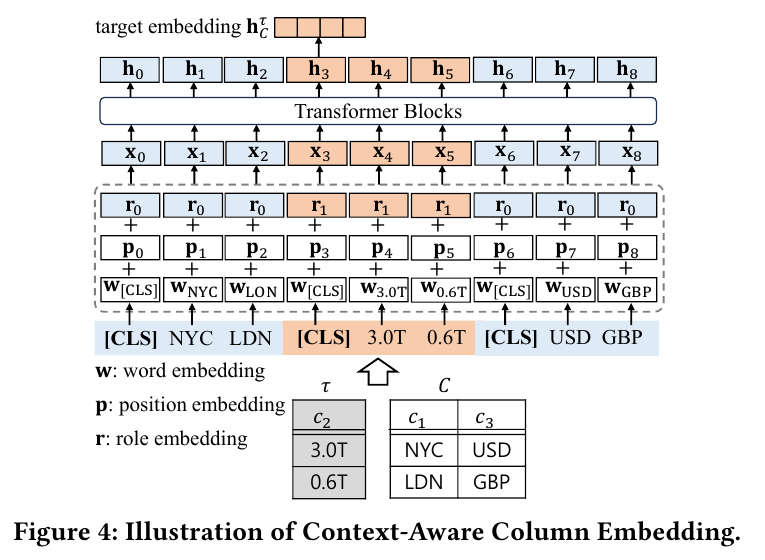 target embedding h_C^τ
h_0 h_1 h_2 h_3 h_4 h_5 h_6 h_7 h_8
Transformer Blocks
x_0 x_1 x_2 x_3 x_4 x_5 x_6 x_7 x_8
r_0 r_0 r_0 r_1 r_1 r_1 r_0 r_0 r_0
+ + + + + + + + +
p_0 p_1 p_2 p_3 p_4 p_5 p_6 p_7 p_8
+ + + + + + + + +
w_[CLS] w_NYC w_LON w_[CLS] w_3.0T w_0.6T w_[CLS] w_USD w_GBP
[CLS] NYC LDN [CLS] 3.0T 0.6T [CLS] USD GBP
w: word embedding
p: position embedding
r: role embedding
τ C
c_2 c_1 c_3
3.0T NYC USD
0.6T LDN GBP
Figure 4: Illustration of Context-Aware Column Embedding.